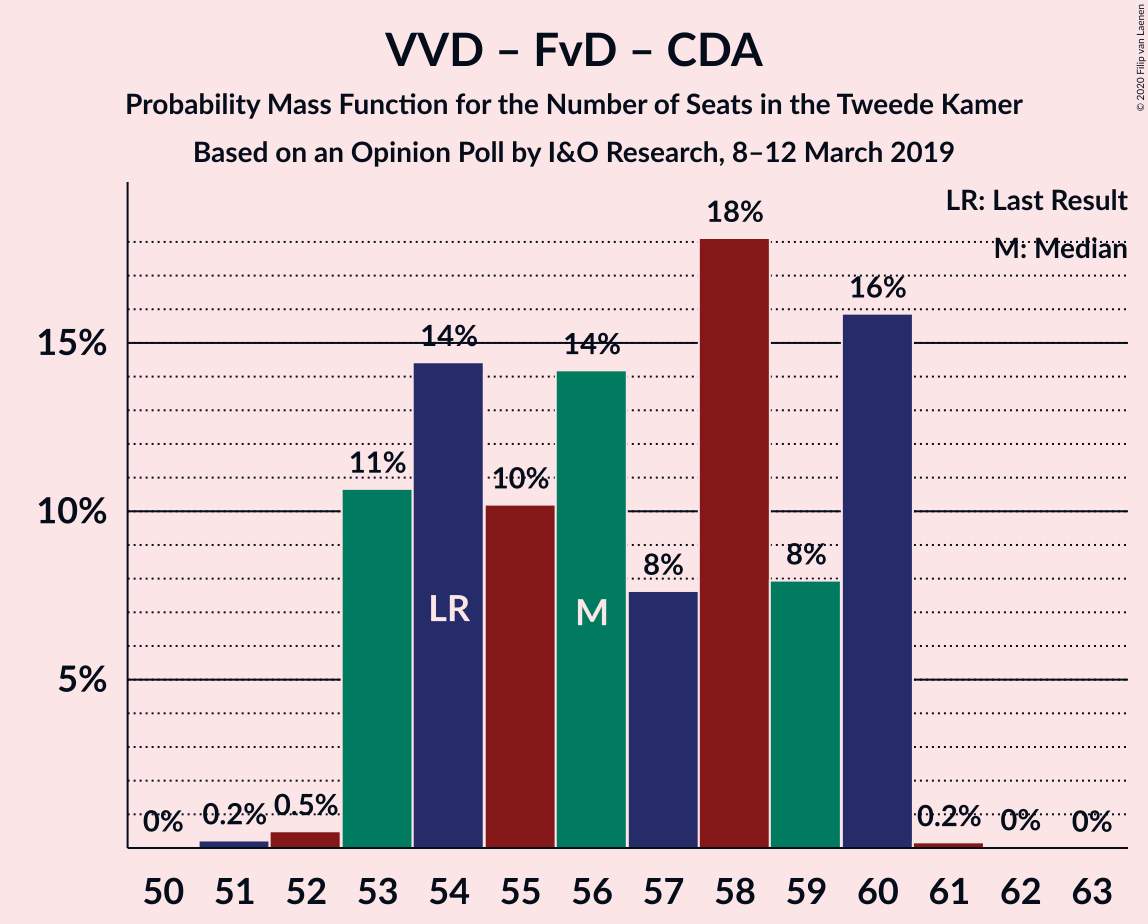 VVD – FvD – CDA
Probability Mass Function for the Number of Seats in the Tweede Kamer
Based on an Opinion Poll by I&O Research, 8–12 March 2019
© 2020 Filip van Laenen
LR: Last Result
M: Median
15%
10%
5%
0%
0.2%
0.5%
11%
14%
10%
14%
8%
18%
8%
16%
0.2%
0%
0%
LR
M
50 51 52 53 54 55 56 57 58 59 60 61 62 63